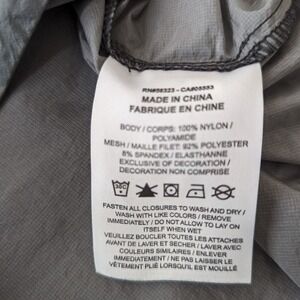 RN#56323 - CA#05553
MADE IN CHINA
FABRIQUE EN CHINE
BODY / CORPS: 100% NYLON /
POLYAMIDE
MESH / MAILLE FILET: 92% POLYESTER
8% SPANDEX / ELASTHANNE
EXCLUSIVE OF DECORATION /
DECORATION NON COMPRISE
FASTEN ALL CLOSURES TO WASH AND DRY /
WASH WITH LIKE COLORS / REMOVE
IMMEDIATELY / DO NOT ALLOW TO LAY ON
ITSELF WHEN WET
VEUILLEZ BOUCLER TOUTES LES ATTACHES
AVANT DE LAVER ET SECHER / LAVER AVEC
COULEURS SIMILAIRES / ENLEVER
IMMEDIATEMENT / NE PAS LAISSER LE
VÊTEMENT PLIÉ LORSQU'IL EST MOUILLÉ